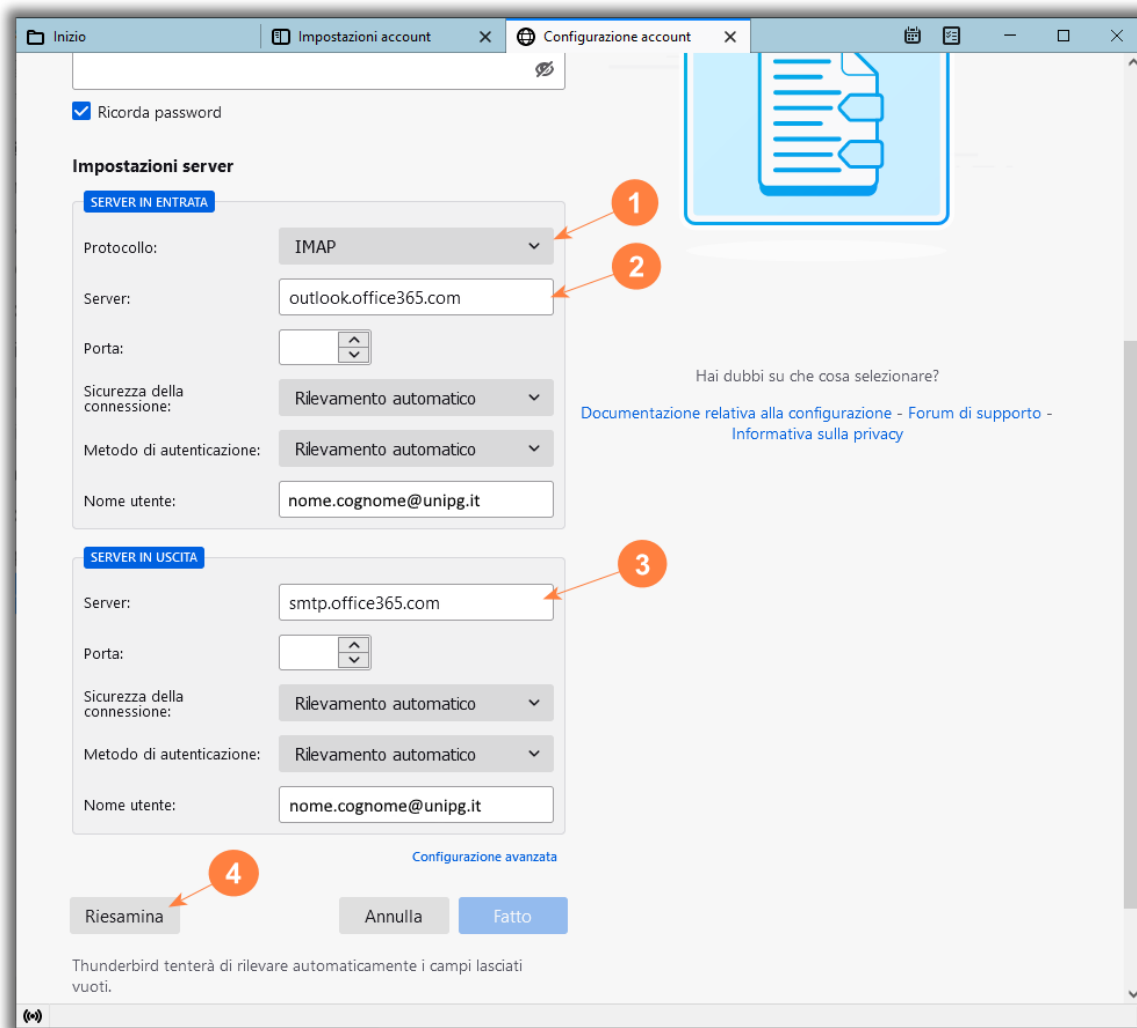 Inizio
Impostazioni account
Configurazione account
Ricorda password
Impostazioni server
SERVER IN ENTRATA
1
Protocollo:
IMAP
2
Server:
outlook.office365.com
Porta:
Sicurezza della
connessione:
Rilevamento automatico
Metodo di autenticazione:
Rilevamento automatico
Nome utente:
nome.cognome@unipg.it
Hai dubbi su che cosa selezionare?
Documentazione relativa alla configurazione - Forum di supporto -
Informativa sulla privacy
SERVER IN USCITA
3
Server:
smtp.office365.com
Porta:
Sicurezza della
connessione:
Rilevamento automatico
Metodo di autenticazione:
Rilevamento automatico
Nome utente:
nome.cognome@unipg.it
Configurazione avanzata
4
Riesamina
Annulla
Fatto
Thunderbird tenterà di rilevare automaticamente i campi lasciati
vuoti.